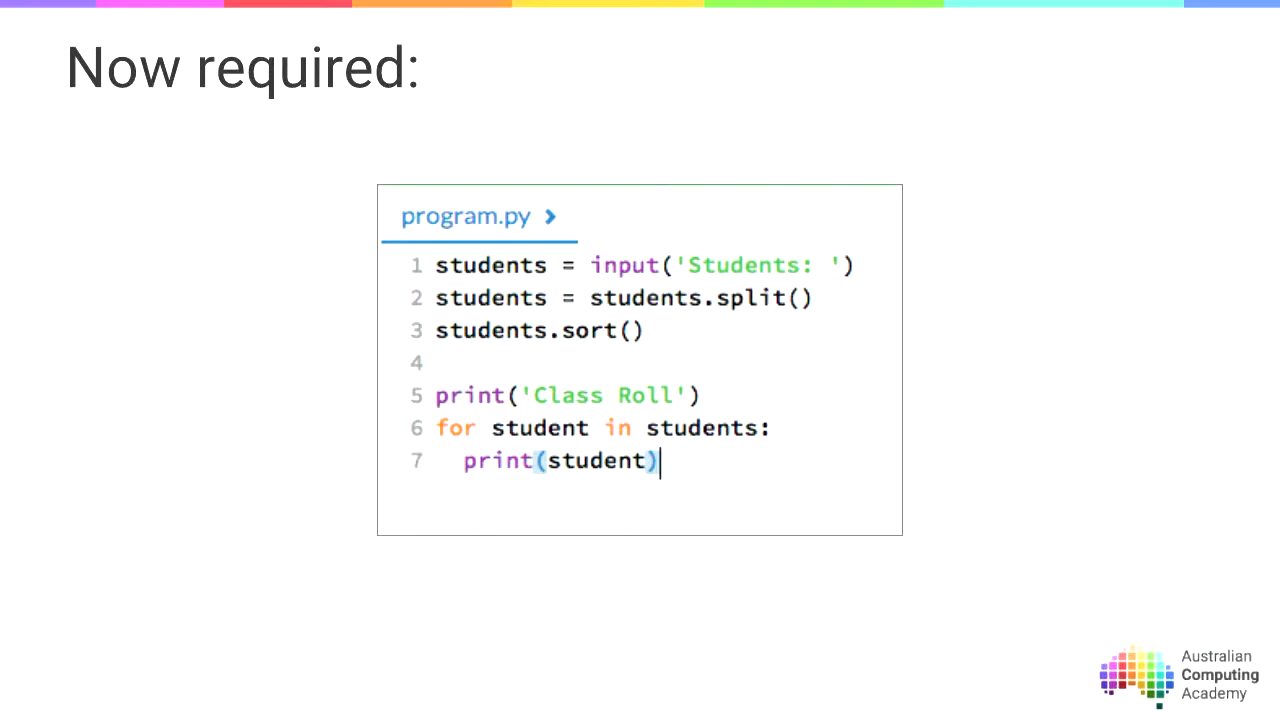 Now required:
program.py
1 students = input('Students: ')
2 students = students.split()
3 students.sort()
4
5 print('Class Roll')
6 for student in students:
7   print(student)
Australian
Computing
Academy